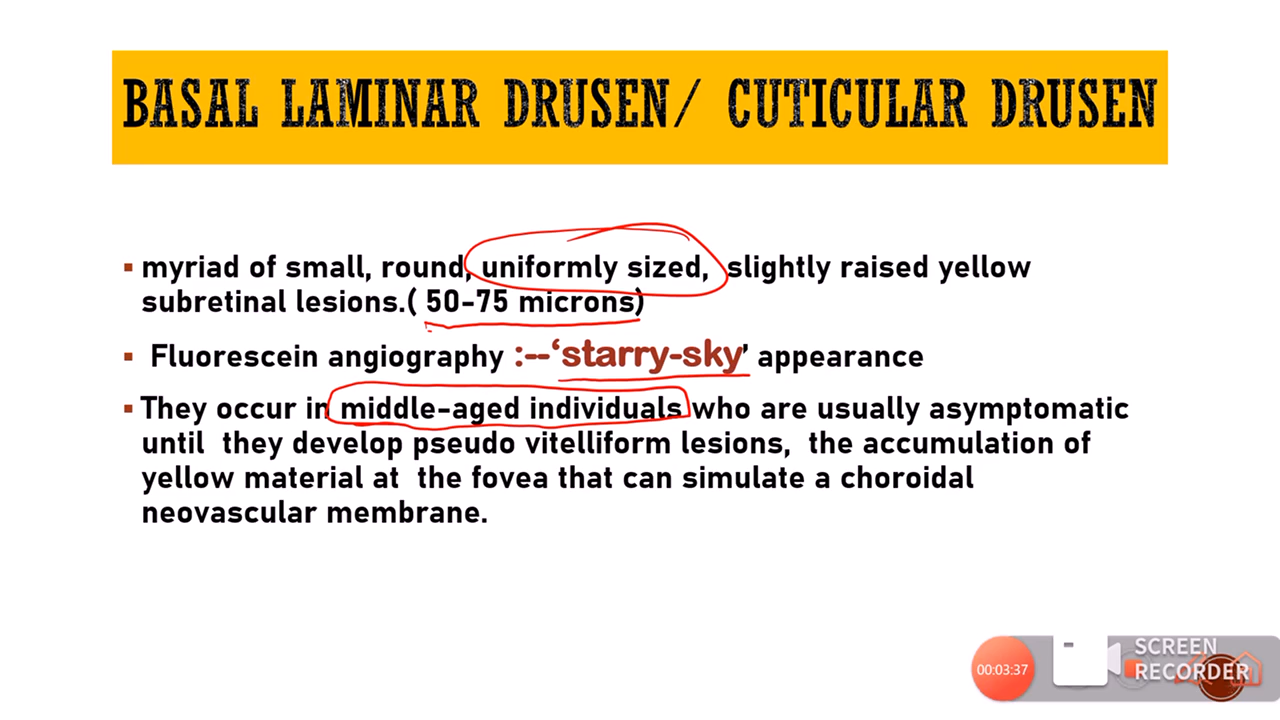 BASAL LAMINAR DRUSEN/ CUTICULAR DRUSEN
▪ myriad of small, round, uniformly sized, slightly raised yellow
subretinal lesions.( 50-75 microns)
▪ Fluorescein angiography :--‘starry-sky’ appearance
▪ They occur in middle-aged individuals who are usually asymptomatic
until they develop pseudo vitelliform lesions, the accumulation of
yellow material at the fovea that can simulate a choroidal
neovascular membrane.
00:03:37
SCREEN
RECORDER